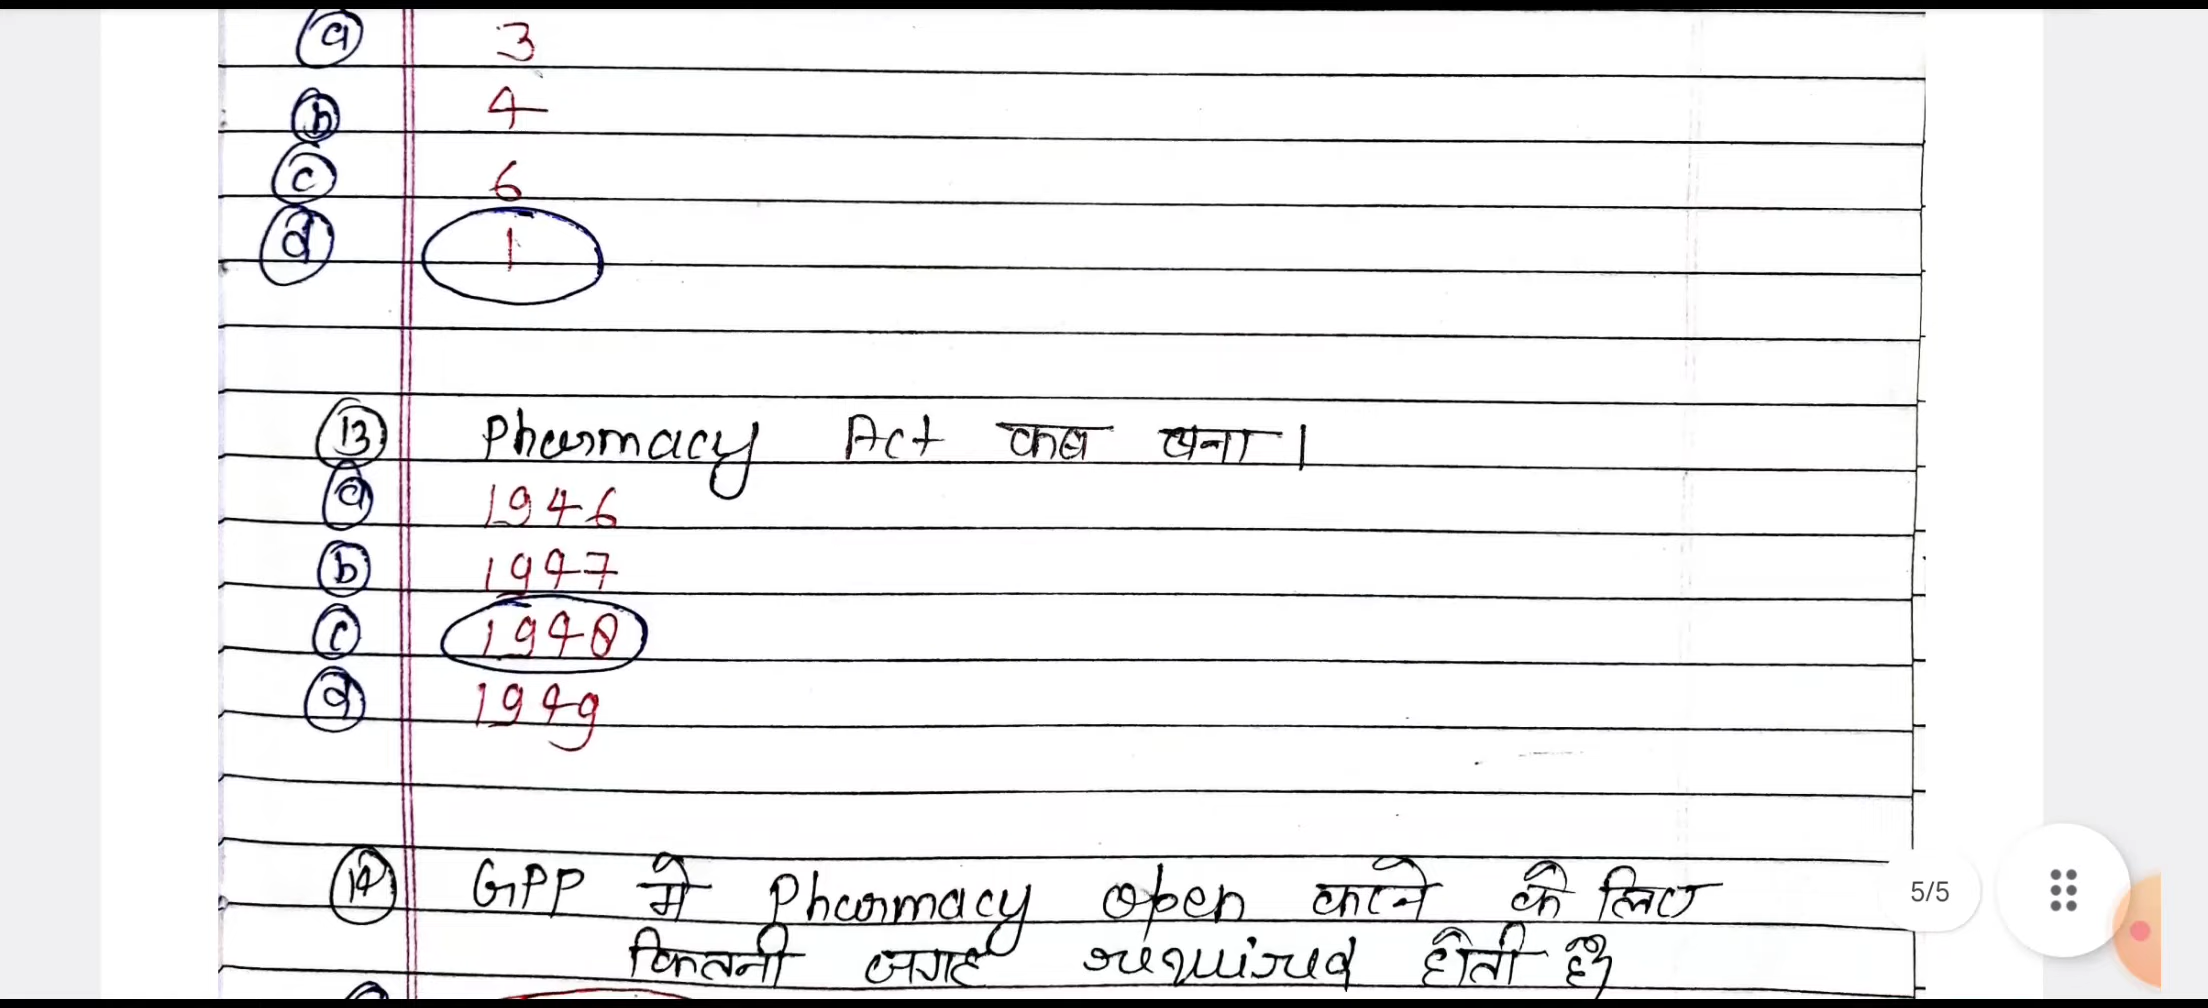 a 3
b 4
c 6
d 1
13 Pharmacy Act कब बना।
a 1946
b 1947
c 1948
d 1949
14 GPP में Pharmacy open करने के लिए
कितनी जगह required होती है
5/5